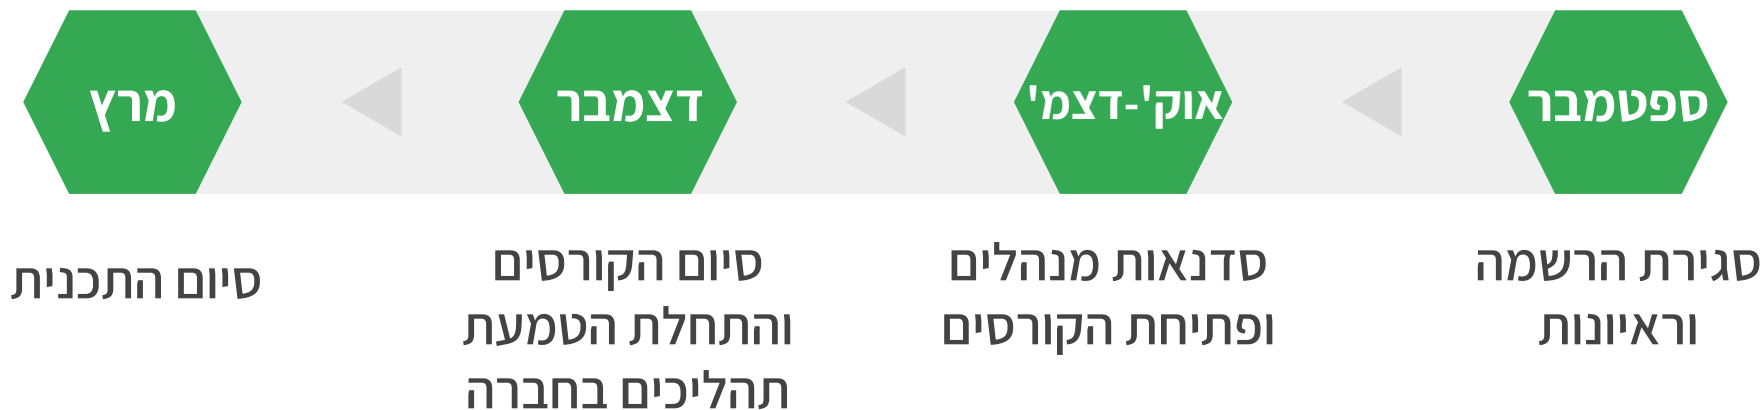 ספטמבר
סגירת הרשמה
וראיונות
אוק'-דצמ'
סדנאות מנהלים
ופתיחת הקורסים
דצמבר
סיום הקורסים
והתחלת הטמעת
תהליכים בחברה
מרץ
סיום התכנית